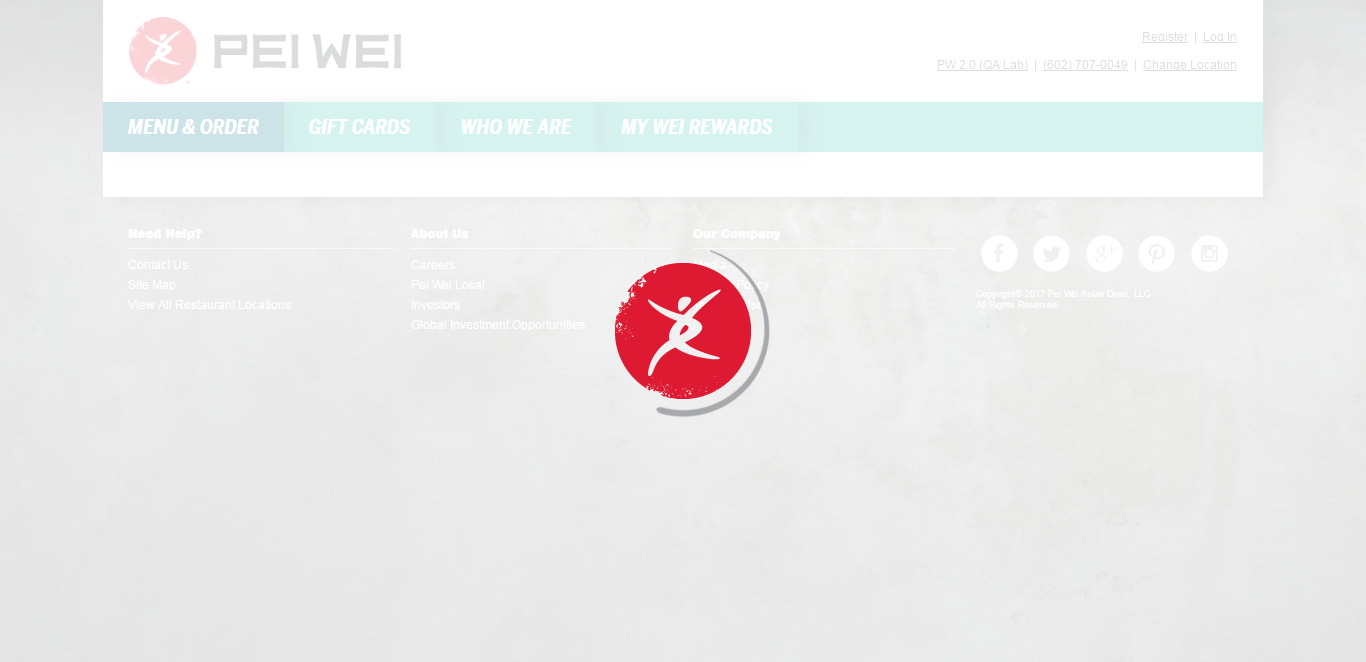 PEI WEI
Register | Log In
PW 2.0 (QA Lab) | (602) 707-0049 | Change Location
MENU & ORDER GIFT CARDS WHO WE ARE MY WEI REWARDS
Need Help?
Contact Us
Site Map
View All Restaurant Locations
About Us
Careers
Pei Wei Local
Investors
Global Investment Opportunities
Our Company
Media
Copyright© 2017 Pei Wei Asian Diner, LLC
All Rights Reserved